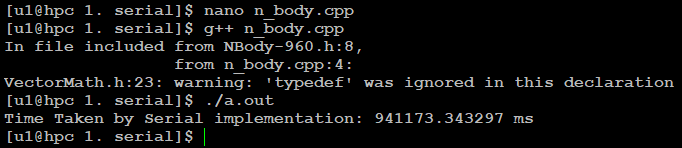 [u1@hpc 1. serial]$ nano n_body.cpp
[u1@hpc 1. serial]$ g++ n_body.cpp
In file included from NBody-960.h:8,
                 from n_body.cpp:4:
VectorMath.h:23: warning: 'typedef' was ignored in this declaration
[u1@hpc 1. serial]$ ./a.out
Time Taken by Serial implementation: 941173.343297 ms
[u1@hpc 1. serial]$